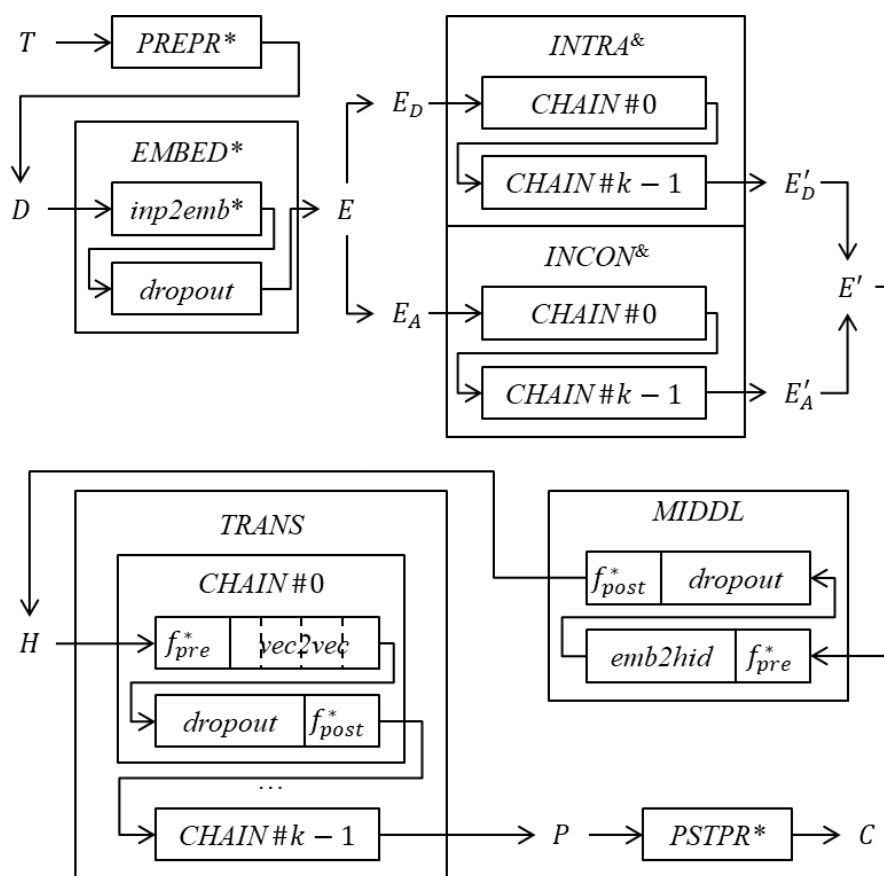 T
PREPR*
D
EMBED*
inp2emb*
dropout
E
E_D
INTRA^&
CHAIN #0
CHAIN #k − 1
E'_D
E_A
INCON^&
CHAIN #0
CHAIN #k − 1
E'_A
E'
MIDDL
f*_post dropout
emb2hid f*_pre
H
TRANS
CHAIN #0
f*_pre vec2vec
dropout f*_post
...
CHAIN #k − 1
P
PSTPR*
C